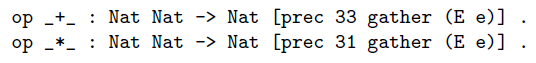 op _+_ : Nat Nat -> Nat [prec 33 gather (E e)] .
op _*_ : Nat Nat -> Nat [prec 31 gather (E e)] .